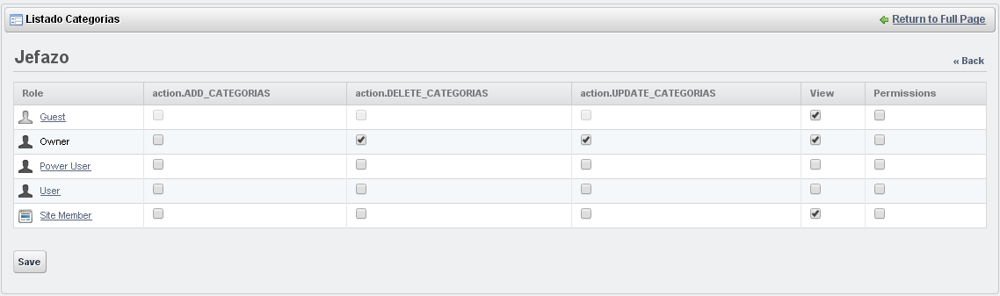 Listado Categorias
Return to Full Page
Jefazo
« Back
Role action.ADD_CATEGORIAS action.DELETE_CATEGORIAS action.UPDATE_CATEGORIAS View Permissions
Guest
Owner
Power User
User
Site Member
Save